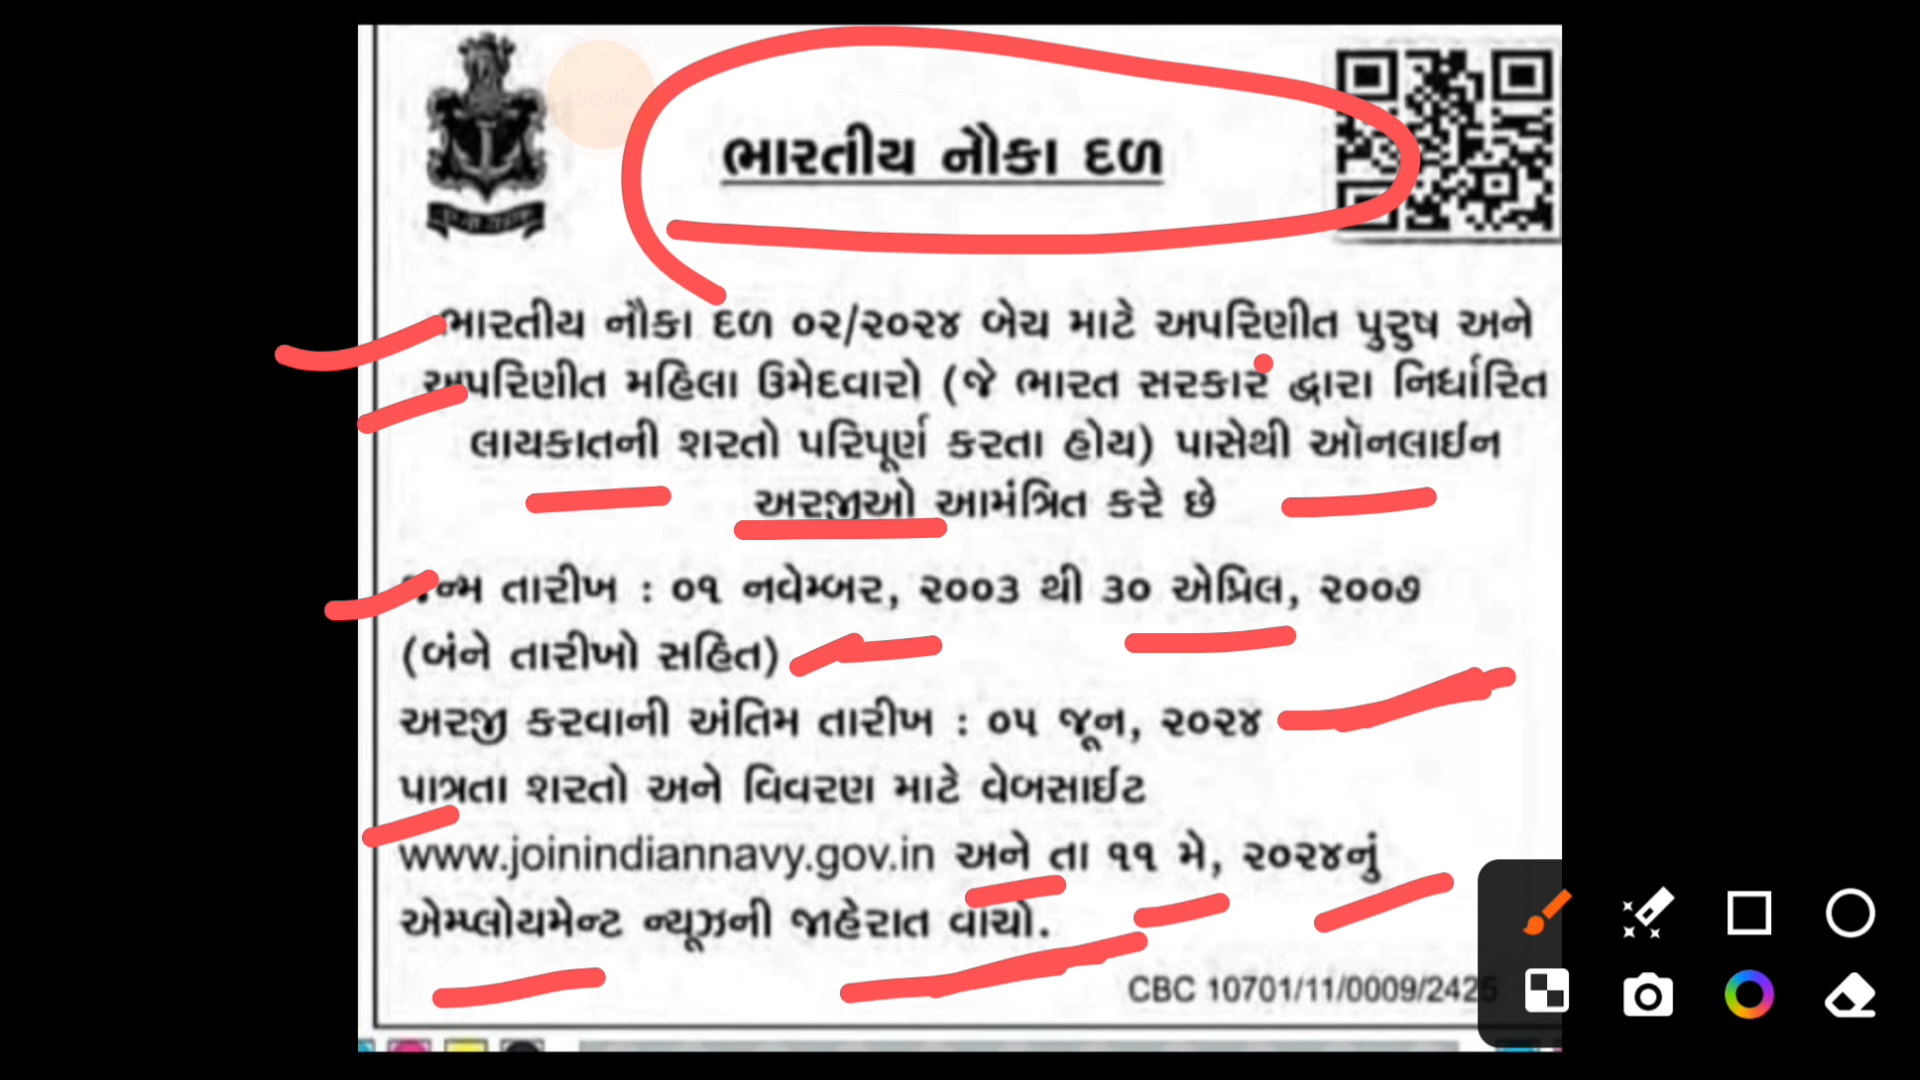 ભારતીય નૌકા દળ
ભારતીય નૌકા દળ ૦૨/૨૦૨૪ બેચ માટે અપરિણીત પુરુષ અને
અપરિણીત મહિલા ઉમેદવારો (જે ભારત સરકાર દ્વારા નિર્ધારિત
લાયકાતની શરતો પરિપૂર્ણ કરતા હોય) પાસેથી ઑનલાઈન
અરજીઓ આમંત્રિત કરે છે
જન્મ તારીખ : ૦૧ નવેમ્બર, ૨૦૦૩ થી ૩૦ એપ્રિલ, ૨૦૦૭
(બંને તારીખો સહિત)
અરજી કરવાની અંતિમ તારીખ : ૦૫ જૂન, ૨૦૨૪
પાત્રતા શરતો અને વિવરણ માટે વેબસાઈટ
www.joinindiannavy.gov.in અને તા ૧૧ મે, ૨૦૨૪નું
એમ્પ્લોયમેન્ટ ન્યૂઝની જાહેરાત વાંચો.
CBC 10701/11/0009/2425